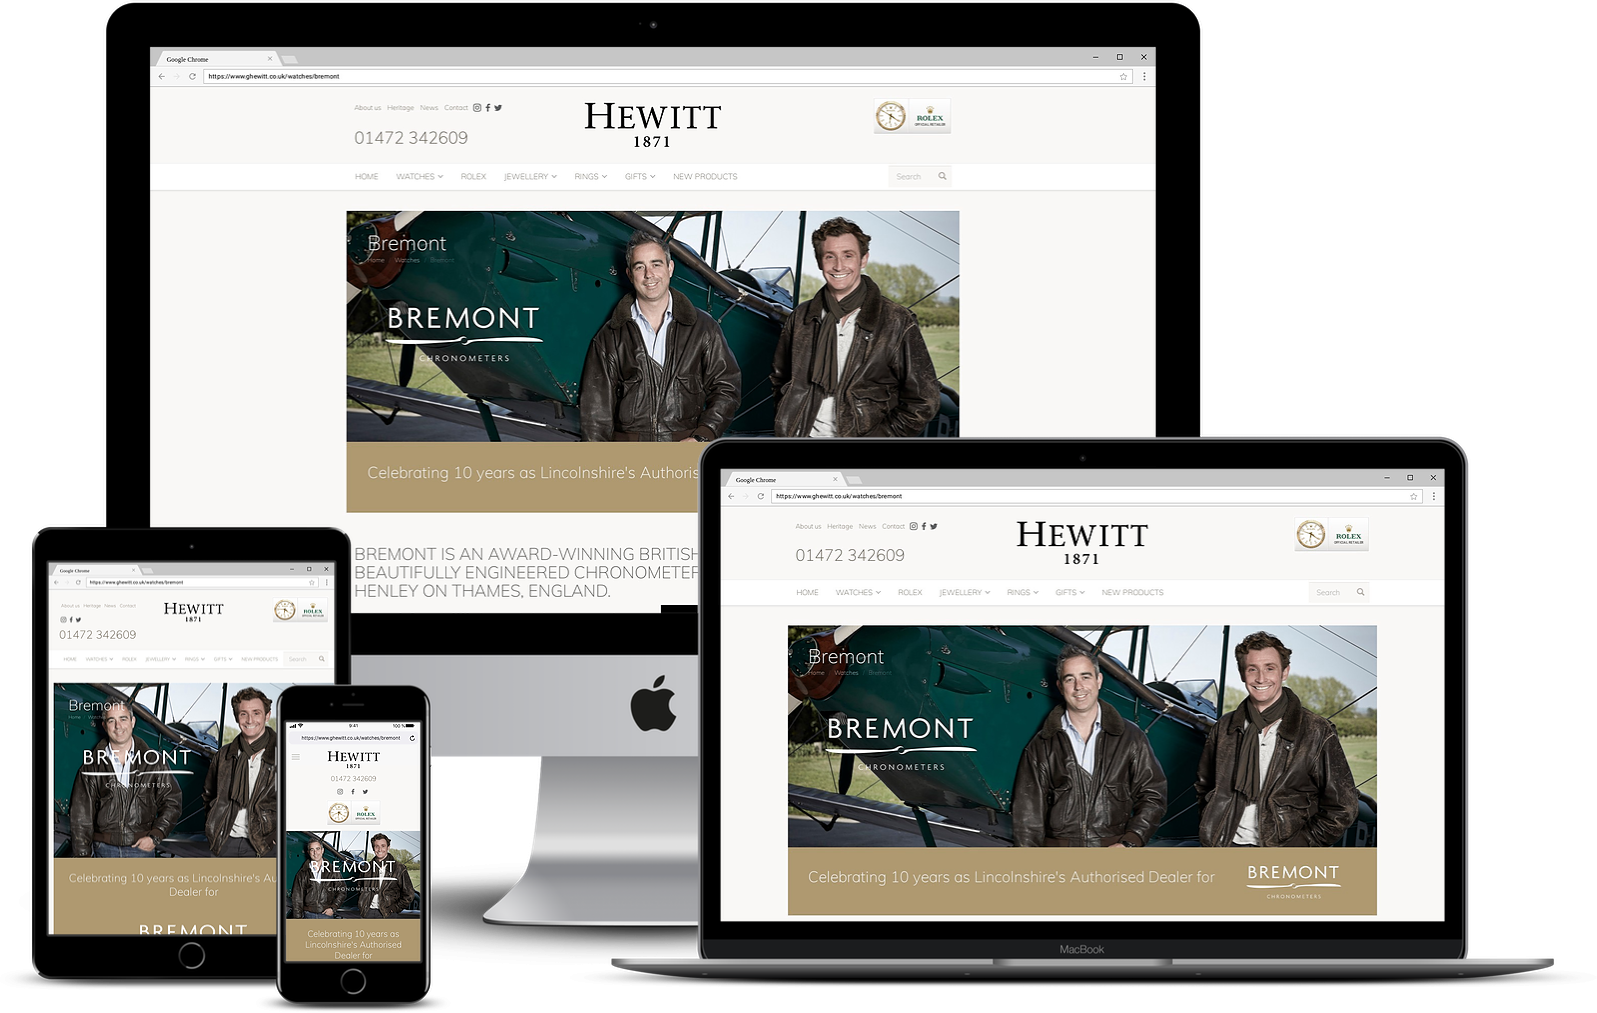 Google Chrome
https://www.ghewitt.co.uk/watches/bremont
About us Heritage News Contact
HEWITT
1871
01472 342609
ROLEX
OFFICIAL RETAILER
HOME WATCHES ROLEX JEWELLERY RINGS GIFTS NEW PRODUCTS Search
Bremont
Home / Watches / Bremont
BREMONT
CHRONOMETERS
Celebrating 10 years as Lincolnshire's Authoris
BREMONT IS AN AWARD-WINNING BRITISH
BEAUTIFULLY ENGINEERED CHRONOMETER
HENLEY ON THAMES, ENGLAND.
Google Chrome
https://www.ghewitt.co.uk/watches/bremont
About us Heritage News Contact
HEWITT
1871
01472 342609
ROLEX
OFFICIAL RETAILER
HOME WATCHES ROLEX JEWELLERY RINGS GIFTS NEW PRODUCTS Search
Bremont
Home / Watches / Bremont
BREMONT
CHRONOMETERS
Celebrating 10 years as Lincolnshire's Authorised Dealer for
BREMONT
CHRONOMETERS
MacBook
Google Chrome
https://www.ghewitt.co.uk/watches/bremont
About us Heritage News Contact
HEWITT
1871
01472 342609
ROLEX
HOME WATCHES ROLEX JEWELLERY RINGS GIFTS NEW PRODUCTS Search
Bremont
Home
BREMONT
CHRONOMETERS
Celebrating 10 years as Lincolnshire's Au
Dealer for
BREMONT
9:41
100 %
https://www.ghewitt.co.uk/watches/bremont
HEWITT
1871
01472 342609
ROLEX
BREMONT
CHRONOMETERS
Celebrating 10 years as
Lincolnshire's Authorised
Dealer for